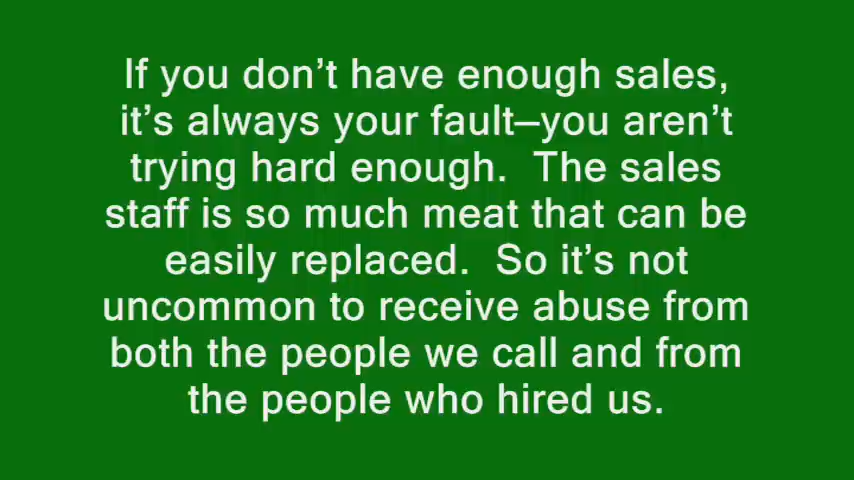 If you don’t have enough sales,
it’s always your fault—you aren’t
trying hard enough.  The sales
staff is so much meat that can be
easily replaced.  So it’s not
uncommon to receive abuse from
both the people we call and from
the people who hired us.